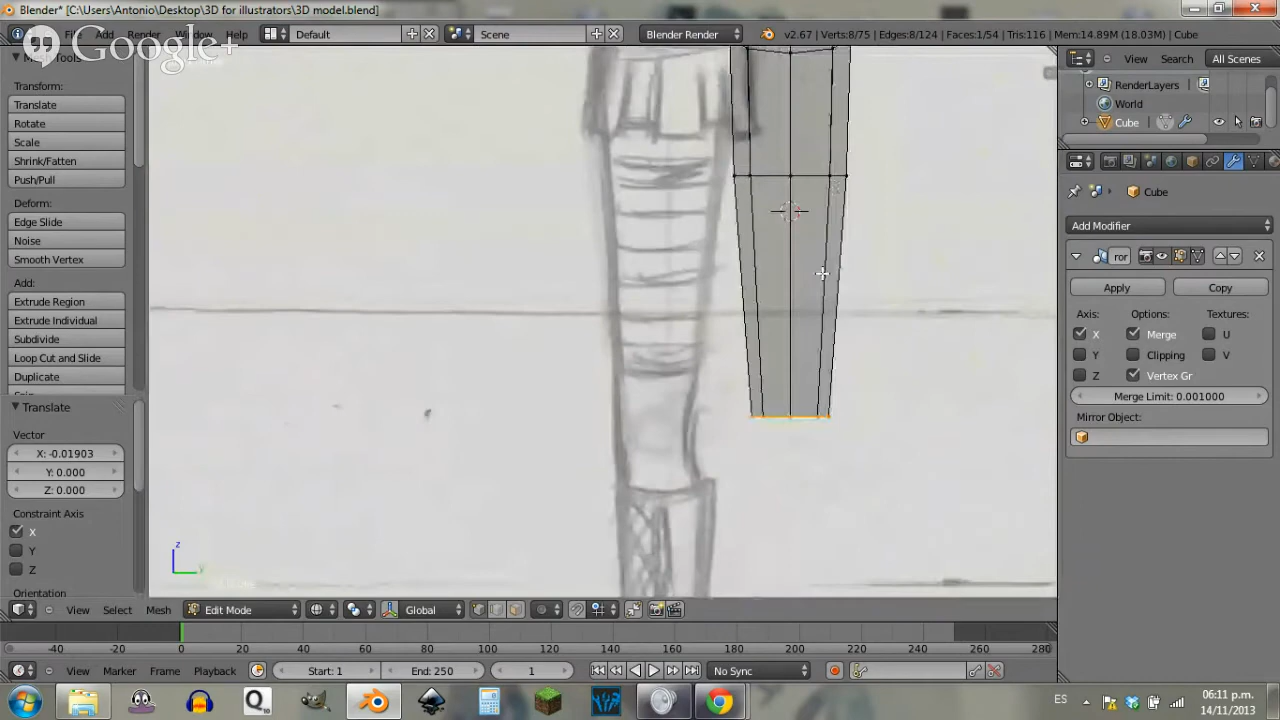 Blender* [C:\Users\Antonio\Desktop\3D for illustrators\3D model.blend]
File Add Render Window Help Default Scene Blender Render v2.67 | Verts:8/75 | Edges:8/124 | Faces:1/54 | Tris:116 | Mem:14.89M (18.03M) | Cube
Google+
Mesh Tools
Transform:
Translate
Rotate
Scale
Shrink/Fatten
Push/Pull
Deform:
Edge Slide
Noise
Smooth Vertex
Add:
Extrude Region
Extrude Individual
Subdivide
Loop Cut and Slide
Duplicate
Translate
Vector
X: -0.01903
Y: 0.000
Z: 0.000
Constraint Axis
X
Y
Z
Orientation
z
y
View Search All Scenes
RenderLayers
World
Cube
Cube
Add Modifier
ror
Apply Copy
Axis: Options: Textures:
X Merge U
Y Clipping V
Z Vertex Gr
Merge Limit: 0.001000
Mirror Object:
View Select Mesh Edit Mode Global
-40 -20 0 20 40 60 80 100 120 140 160 180 200 220 240 260 280
View Marker Frame Playback Start: 1 End: 250 1 No Sync
ES 06:11 p.m.
14/11/2013